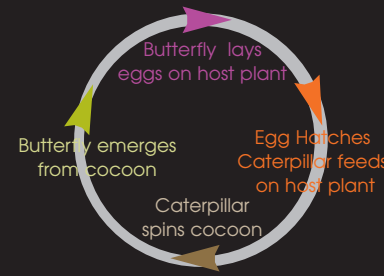 Butterfly lays
eggs on host plant
Egg Hatches
Caterpillar feeds
on host plant
Caterpillar
spins cocoon
Butterfly emerges
from cocoon